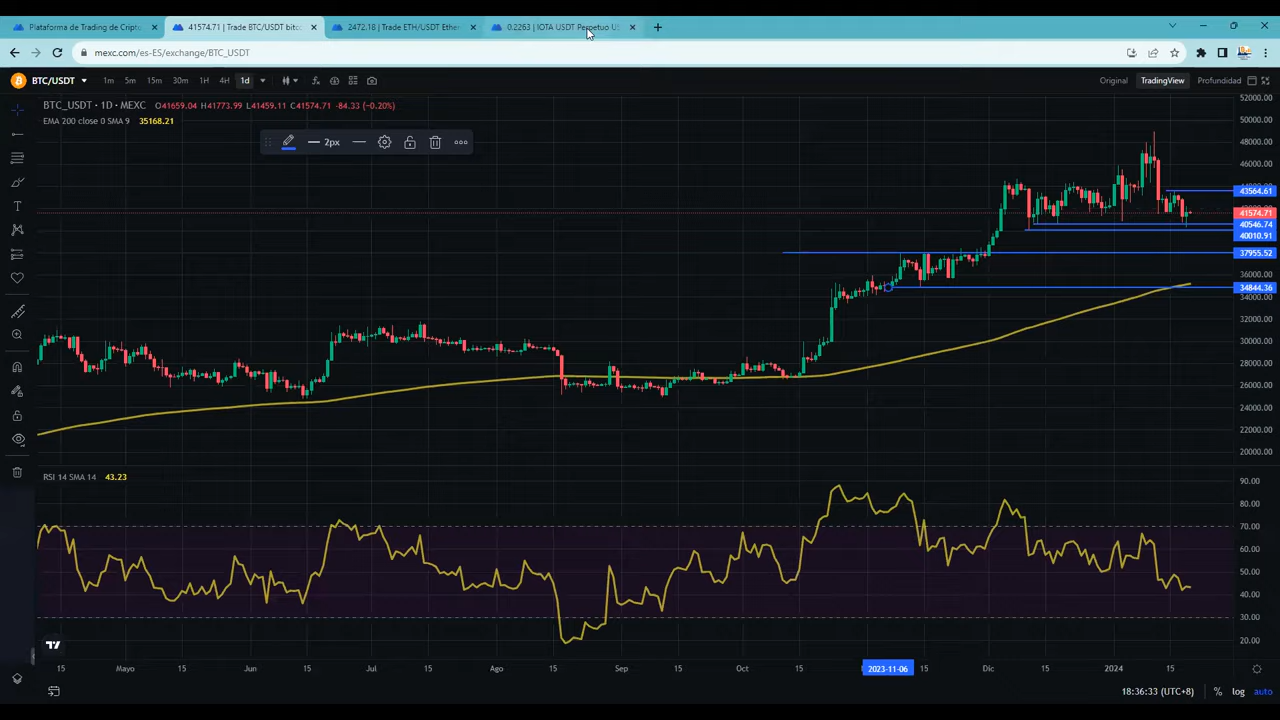 Plataforma de Trading de Cripto
41574.71 | Trade BTC/USDT bitco
2472.18 | Trade ETH/USDT Ether
0.2263 | IOTA USDT Perpetuo US
mexc.com/es-ES/exchange/BTC_USDT
BTC/USDT 1m 5m 15m 30m 1H 4H 1d
Original TradingView Profundidad
BTC_USDT · 1D · MEXC O41659.04 H41773.99 L41459.11 C41574.71 -84.33 (-0.20%)
EMA 200 close 0 SMA 9 35168.21
2px
52000.00
50000.00
48000.00
46000.00
43564.61
41574.71
40546.74
40010.91
37955.52
36000.00
34844.36
34000.00
32000.00
30000.00
28000.00
26000.00
24000.00
22000.00
20000.00
RSI 14 SMA 14 43.23
90.00
80.00
70.00
60.00
50.00
40.00
30.00
20.00
15 Mayo 15 Jun 15 Jul 15 Ago 15 Sep 15 Oct 15 2023-11-06 15 Dic 15 2024 15
18:36:33 (UTC+8) % log auto